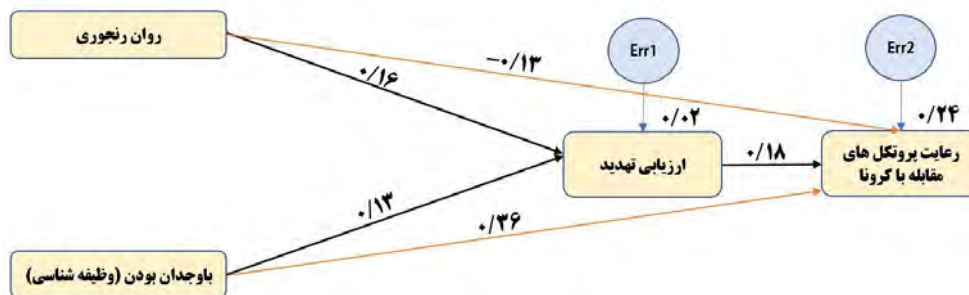 روان رنجوری
Err1
Err2
−۰/۱۳
۰/۱۶
۰/۰۲
۰/۲۴
ارزیابی تهدید
۰/۱۸
رعایت پروتکل های
مقابله با کرونا
۰/۱۳
۰/۳۶
باوجدان بودن (وظیفه شناسی)